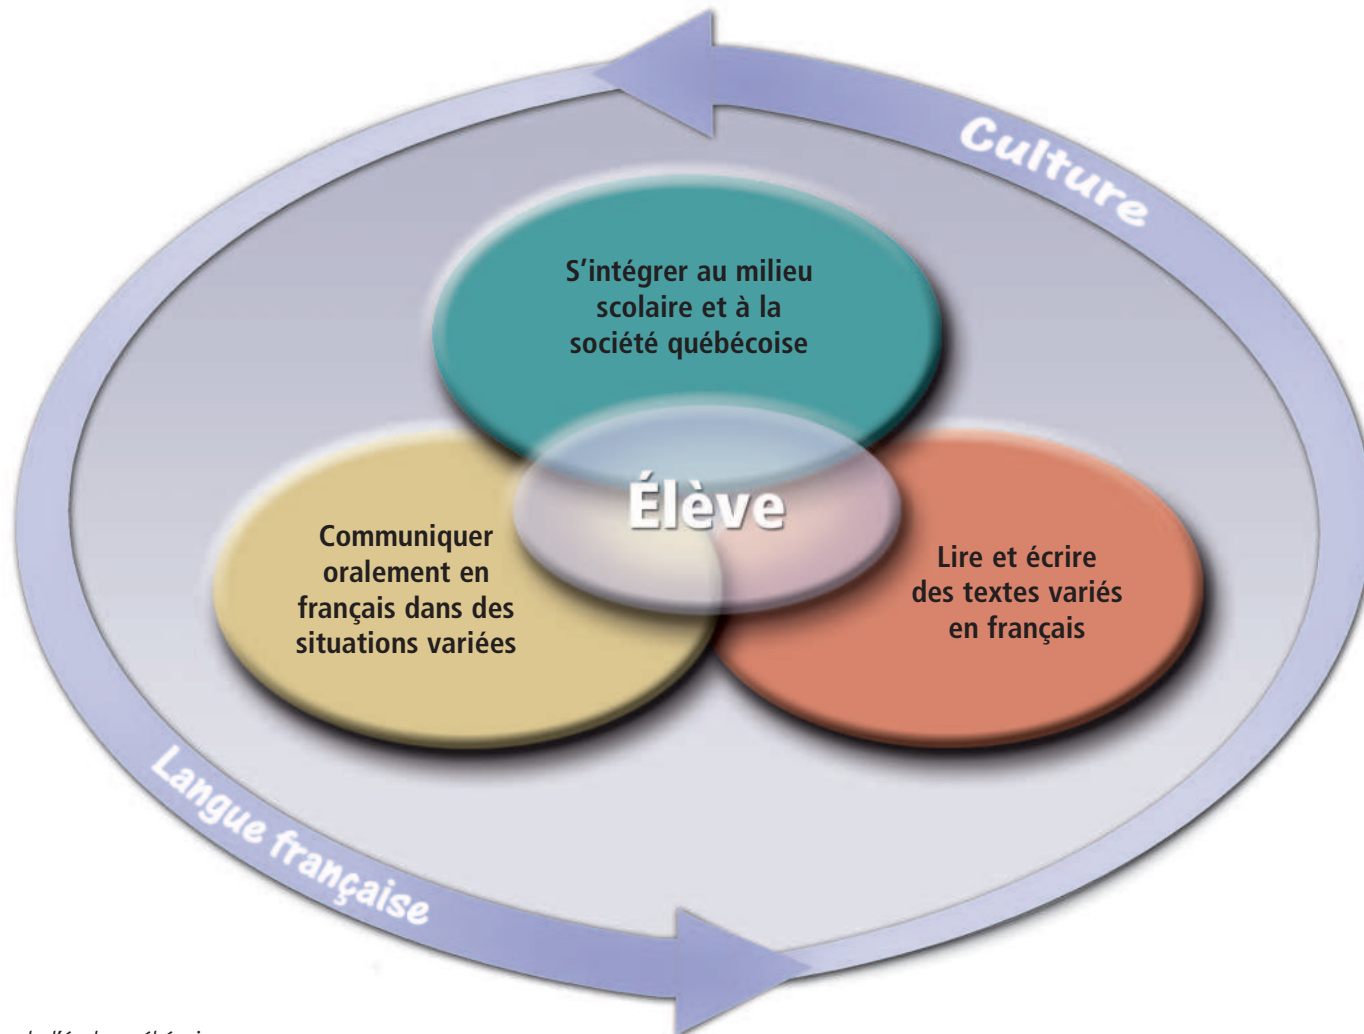 Culture
S'intégrer au milieu
scolaire et à la
société québécoise
Élève
Communiquer
oralement en
français dans des
situations variées
Lire et écrire
des textes variés
en français
Langue française